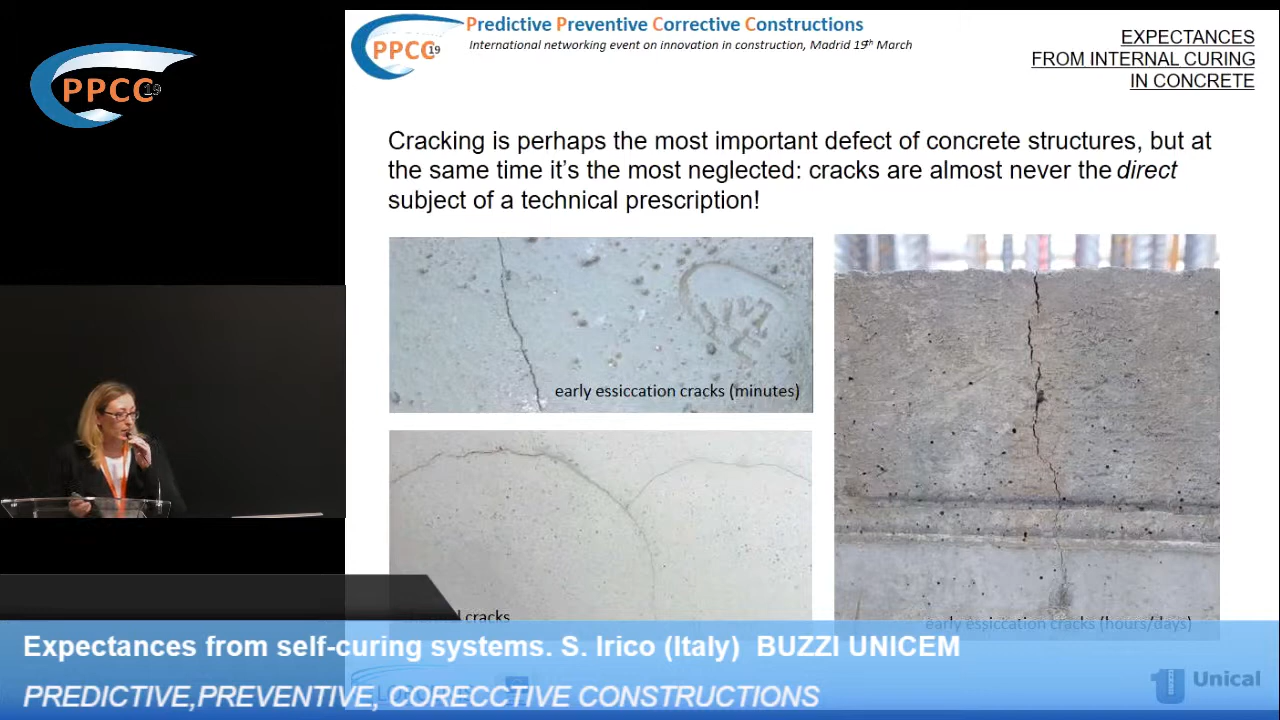 PPCC 19
PPCC 19
Predictive Preventive Corrective Constructions
International networking event on innovation in construction, Madrid 19th March
EXPECTANCES
FROM INTERNAL CURING
IN CONCRETE
Cracking is perhaps the most important defect of concrete structures, but at
the same time it's the most neglected: cracks are almost never the direct
subject of a technical prescription!
early essiccation cracks (minutes)
cracks
early essiccation cracks (hours/days)
Expectances from self-curing systems. S. Irico (Italy) BUZZI UNICEM
PREDICTIVE,PREVENTIVE, CORECCTIVE CONSTRUCTIONS
Unical